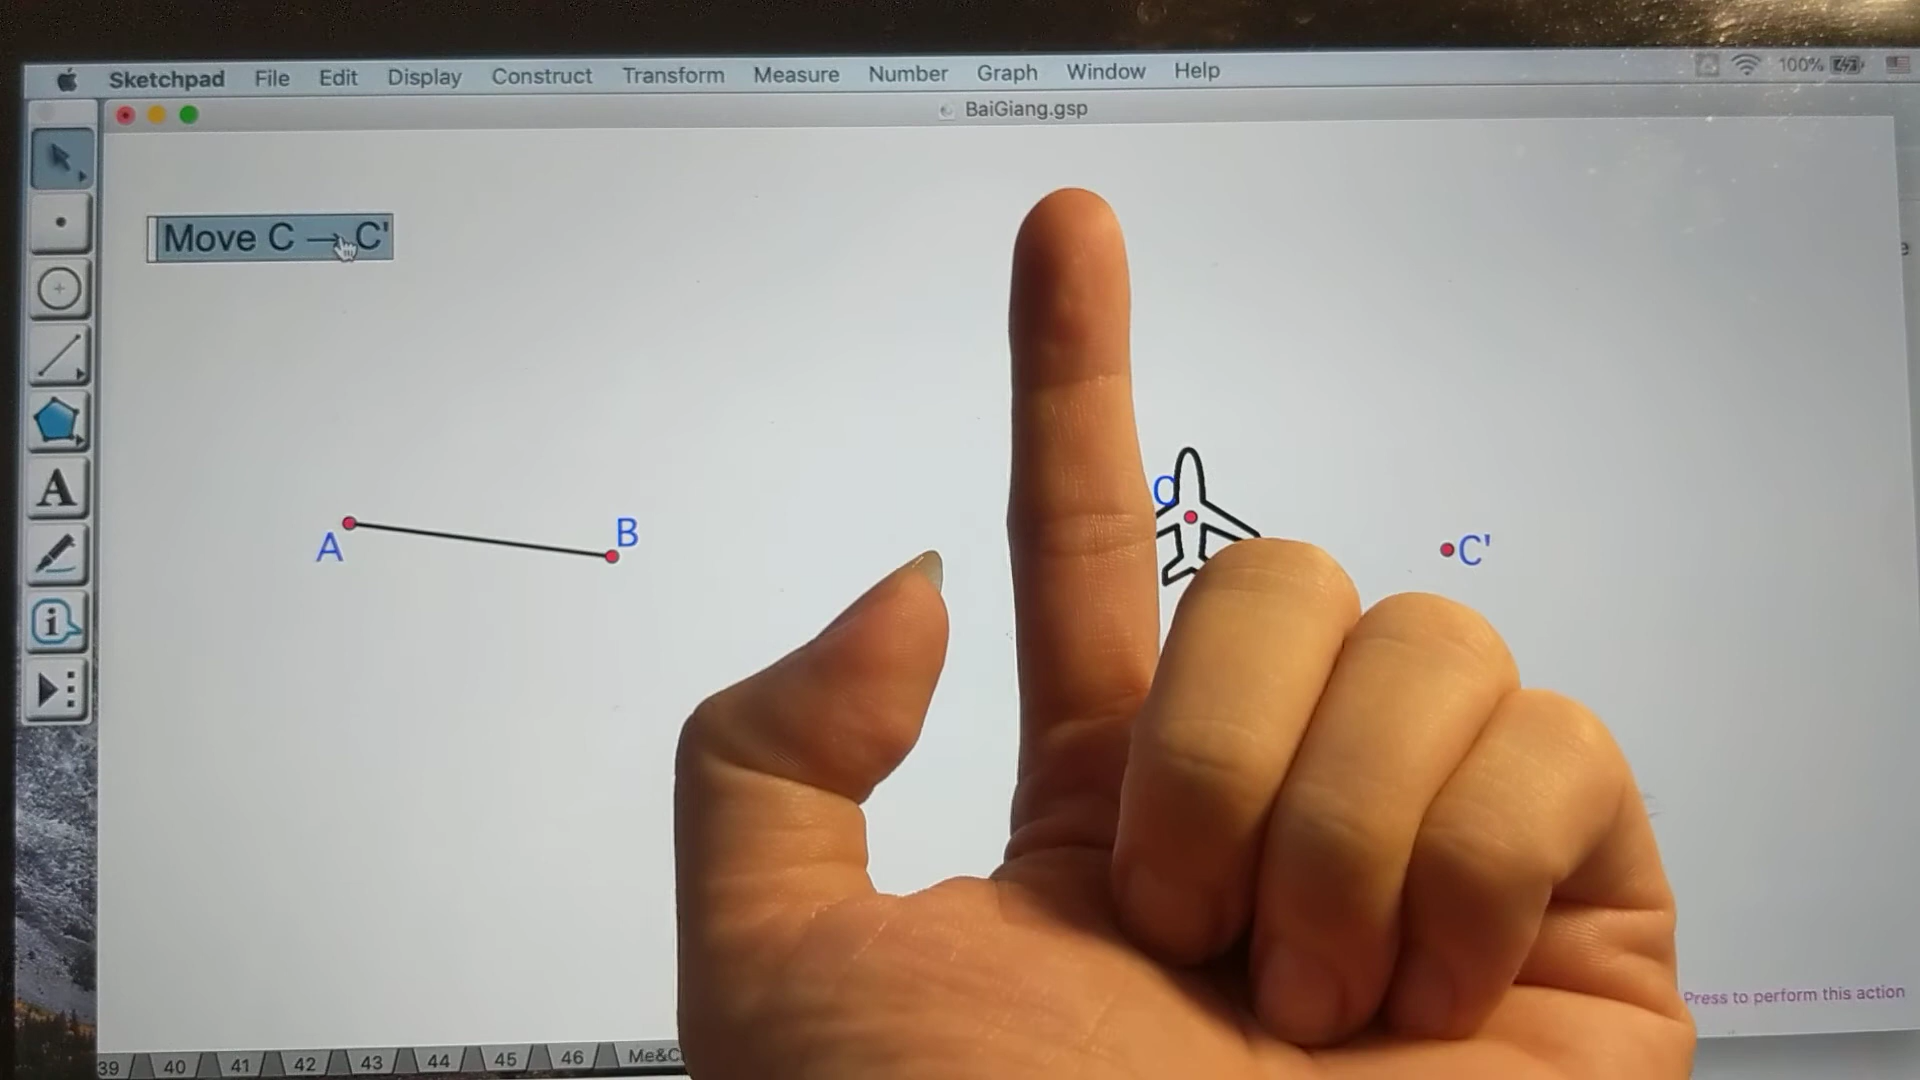 Sketchpad File Edit Display Construct Transform Measure Number Graph Window Help 100%
BaiGiang.gsp
Move C → C'
A
B
C
C'
A
i
Press to perform this action
39 40 41 42 43 44 45 46